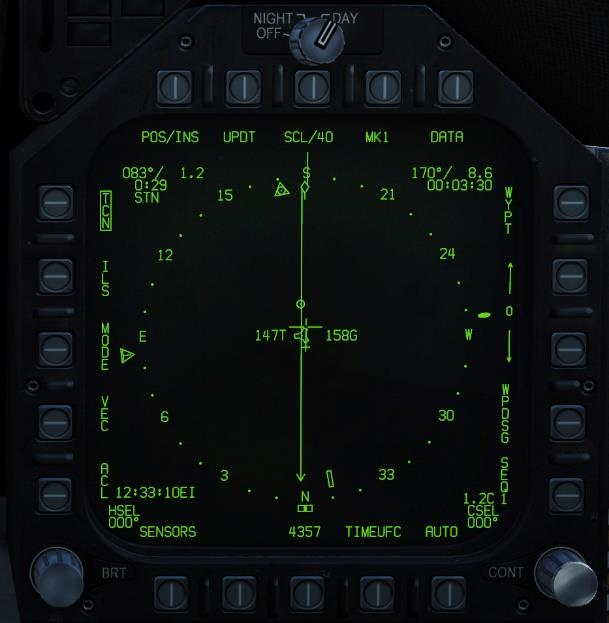 NIGHT DAY
OFF
POS/INS UPDT SCL/40 MK1 DATA
083°/ 1.2 S 170°/ 8.6
0:29 00:03:30
STN
TCN 15 21 WYPT
12 24
ILS
0
E W
147T 158G
MODE
VEC 6 30 WPDSG
3 33
ACL SEQ
12:33:10EI N 1.2C 1
HSEL CSEL
000° 000°
SENSORS 4357 TIMEUFC AUTO
BRT CONT